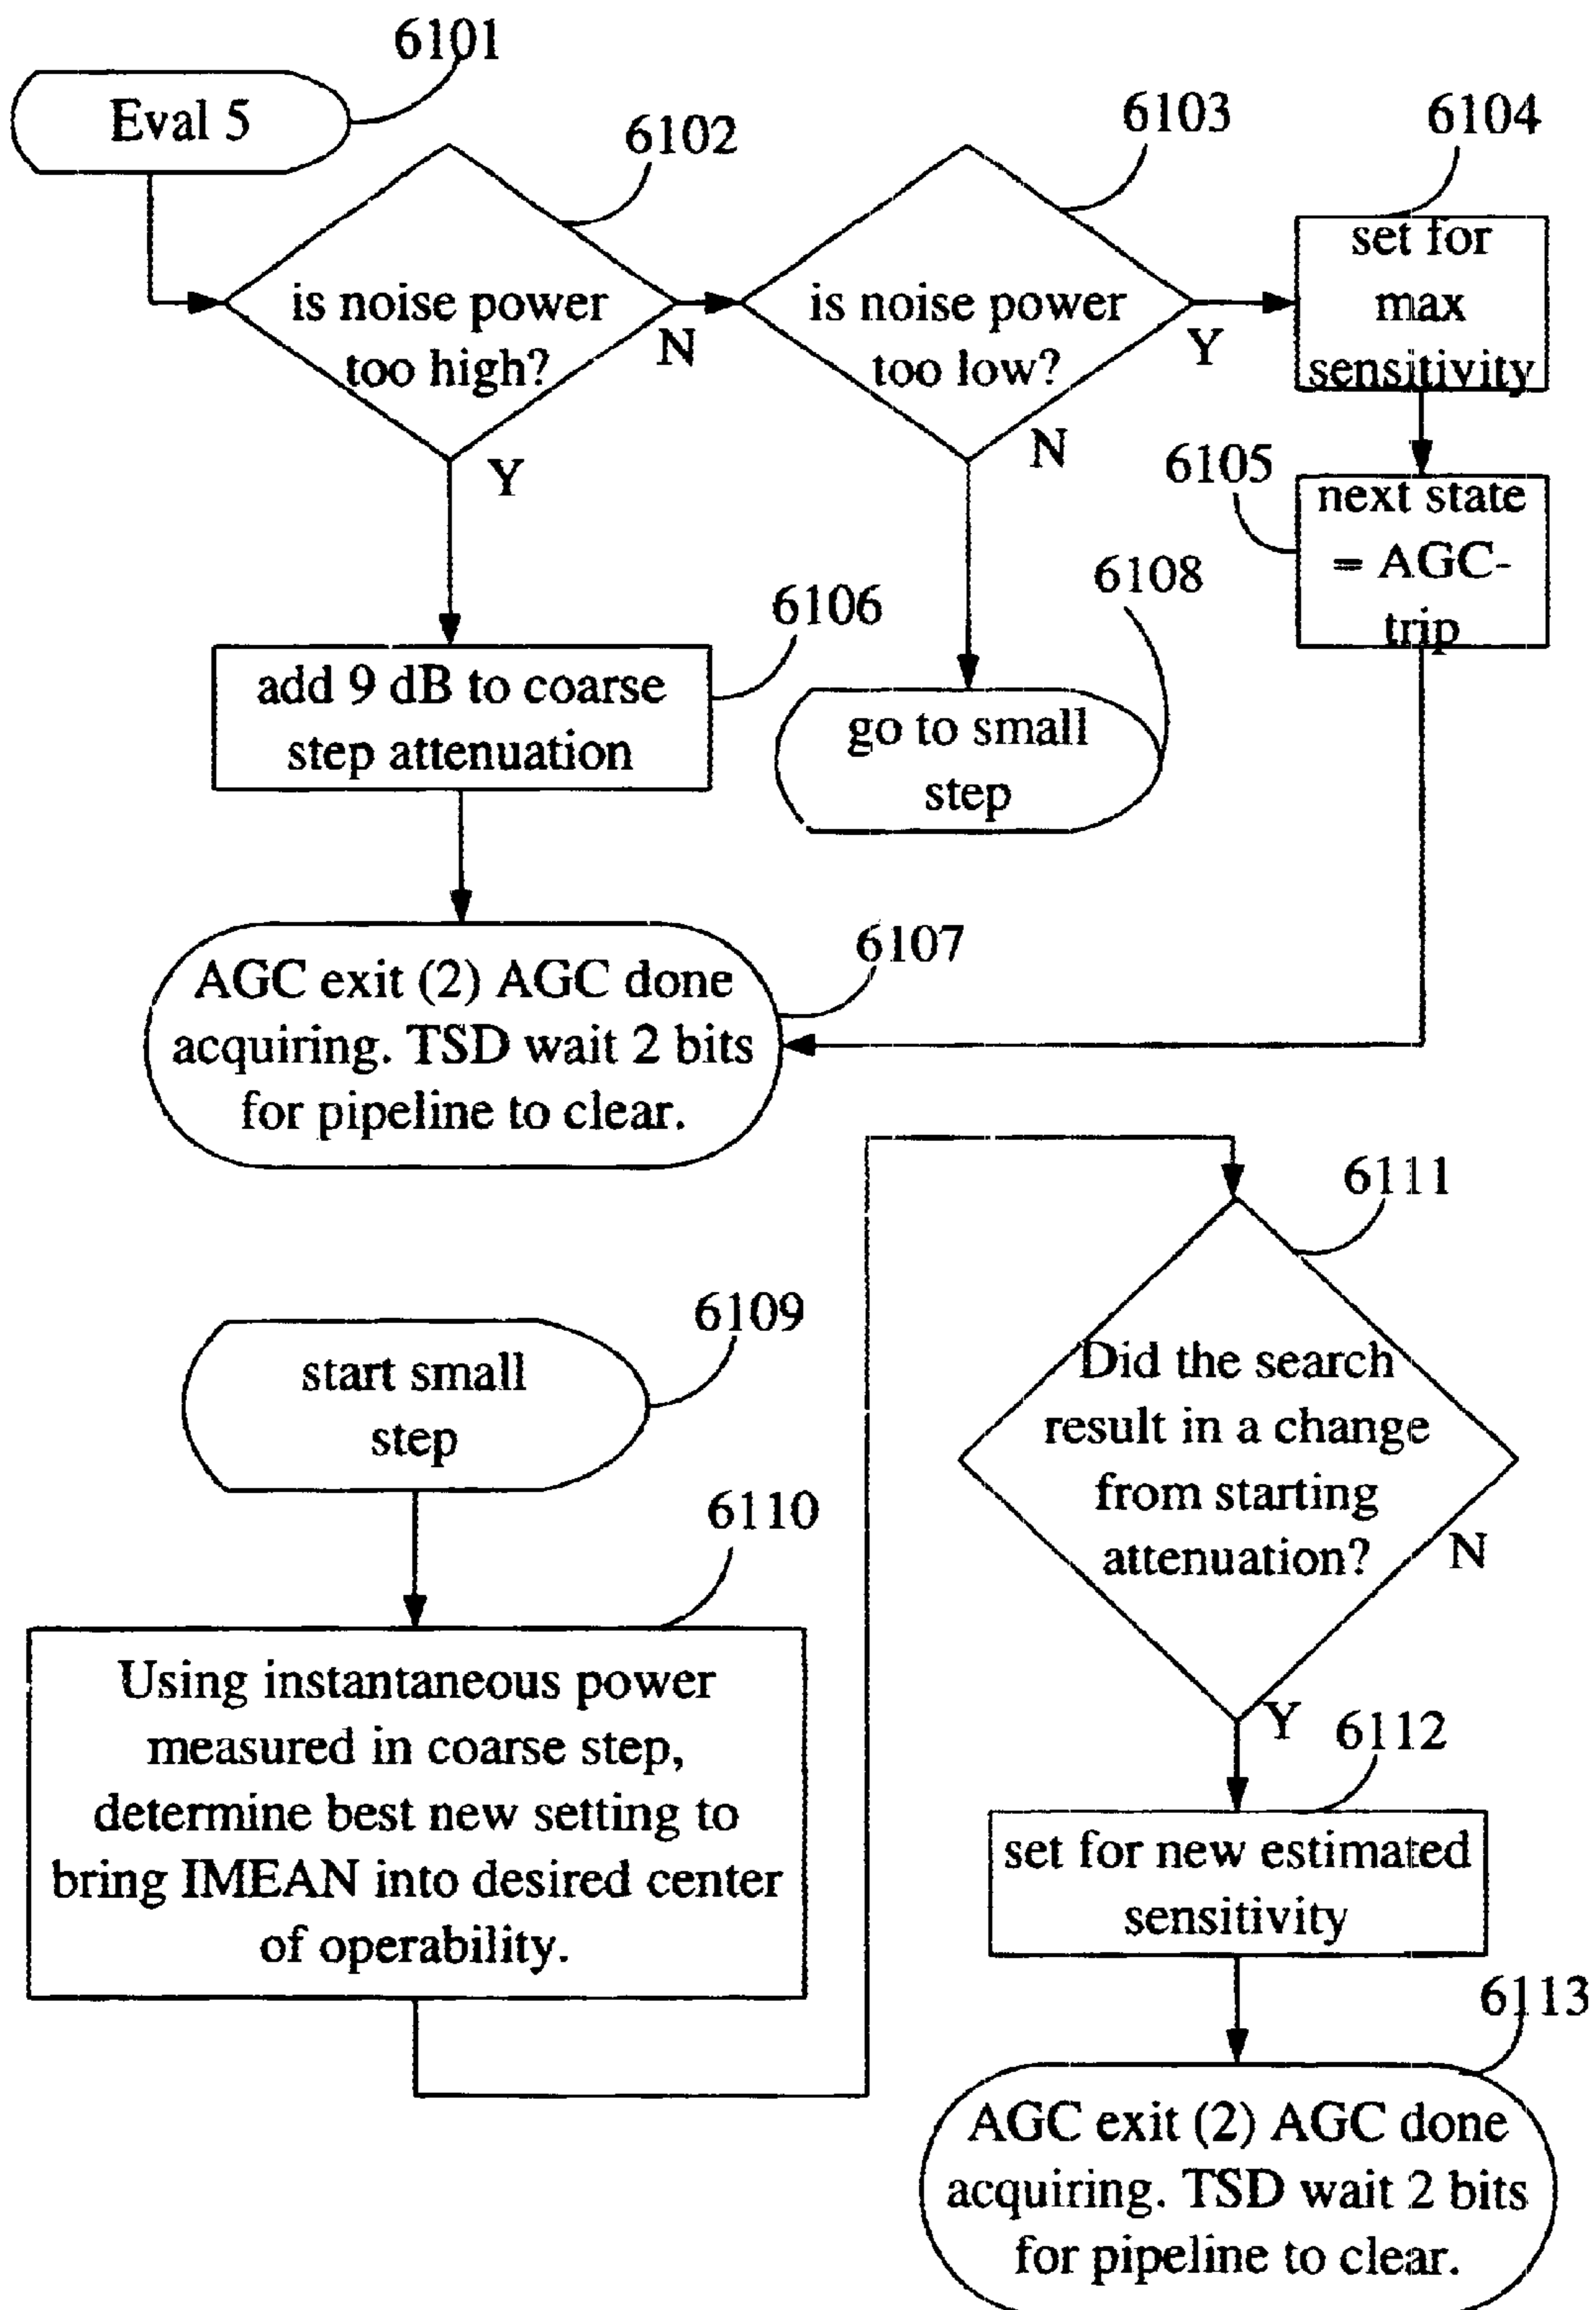 6101
Eval 5
6102
is noise power
too high?
N
Y
6103
is noise power
too low?
Y
N
6104
set for
max
sensitivity
6105
next state
= AGC-
trip
6106
add 9 dB to coarse
step attenuation
6108
go to small
step
6107
AGC exit (2) AGC done
acquiring. TSD wait 2 bits
for pipeline to clear.
6109
start small
step
6110
Using instantaneous power
measured in coarse step,
determine best new setting to
bring IMEAN into desired center
of operability.
6111
Did the search
result in a change
from starting
attenuation?
N
Y
6112
set for new estimated
sensitivity
6113
AGC exit (2) AGC done
acquiring. TSD wait 2 bits
for pipeline to clear.